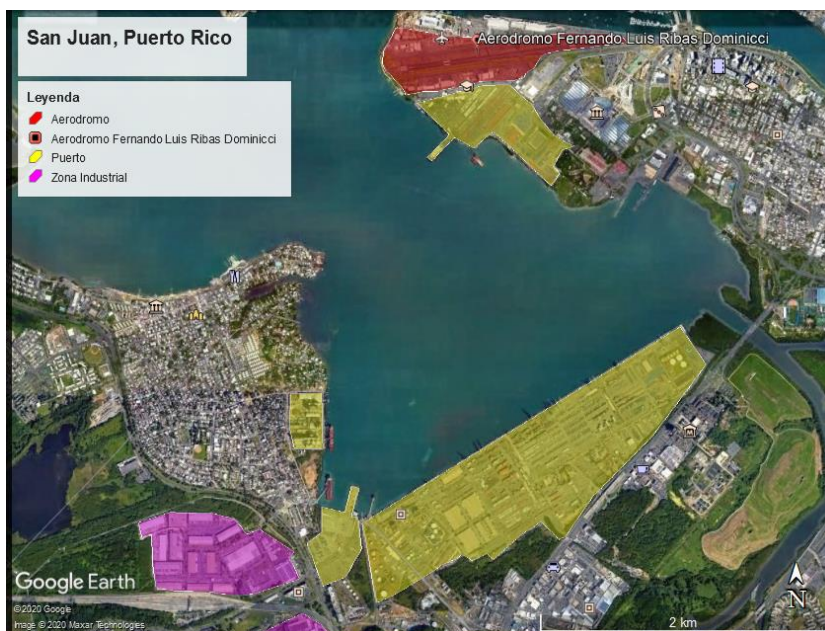 San Juan, Puerto Rico
Aerodromo Fernando Luis Ribas Dominicci
Leyenda
Aerodromo
Aerodromo Fernando Luis Ribas Dominicci
Puerto
Zona Industrial
Google Earth
©2020 Google
Image © 2020 Maxar Technologies
2 km
N